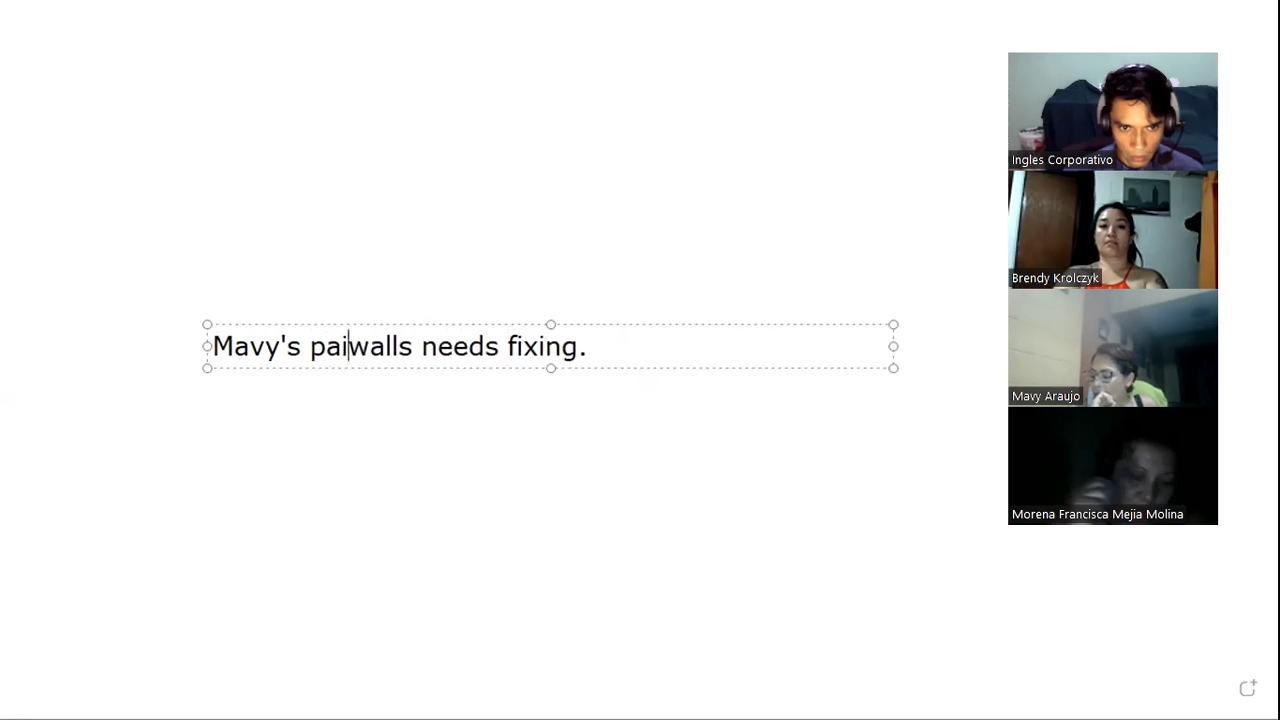 Mavy's paiwalls needs fixing.
Ingles Corporativo
Brendy Krolczyk
Mavy Araujo
Morena Francisca Mejia Molina